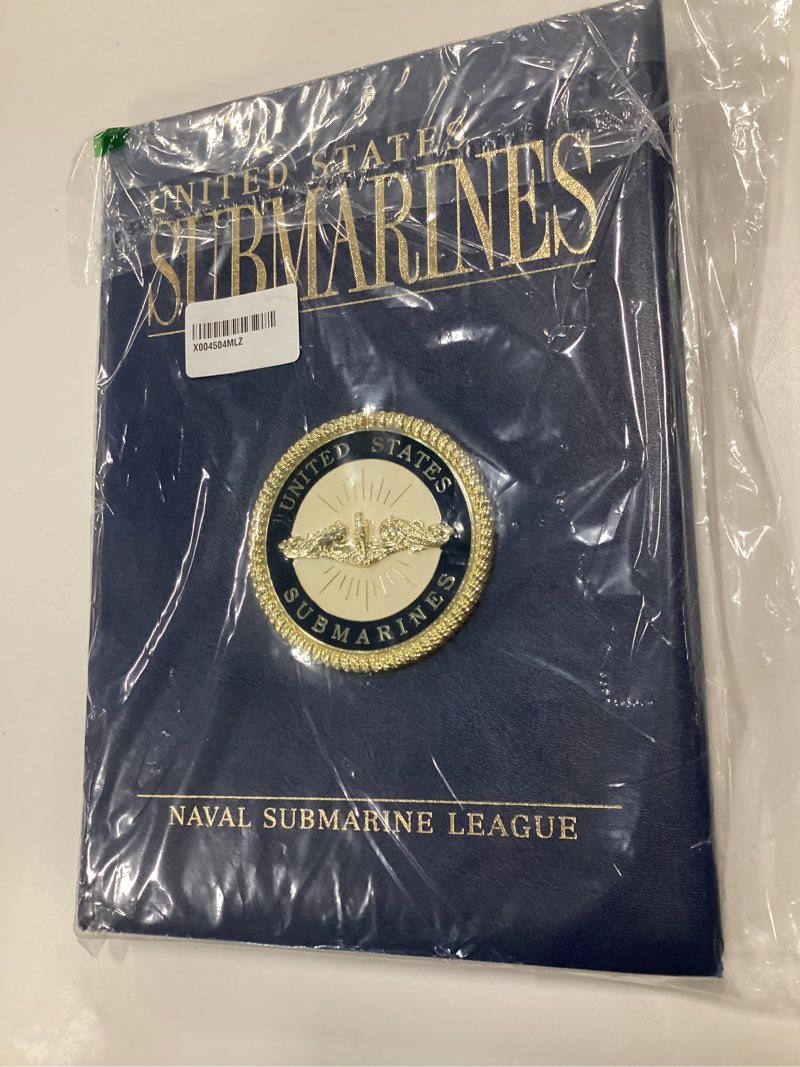 UNITED STATES
SUBMARINES
X004504MLZ
UNITED STATES
SUBMARINES
NAVAL SUBMARINE LEAGUE